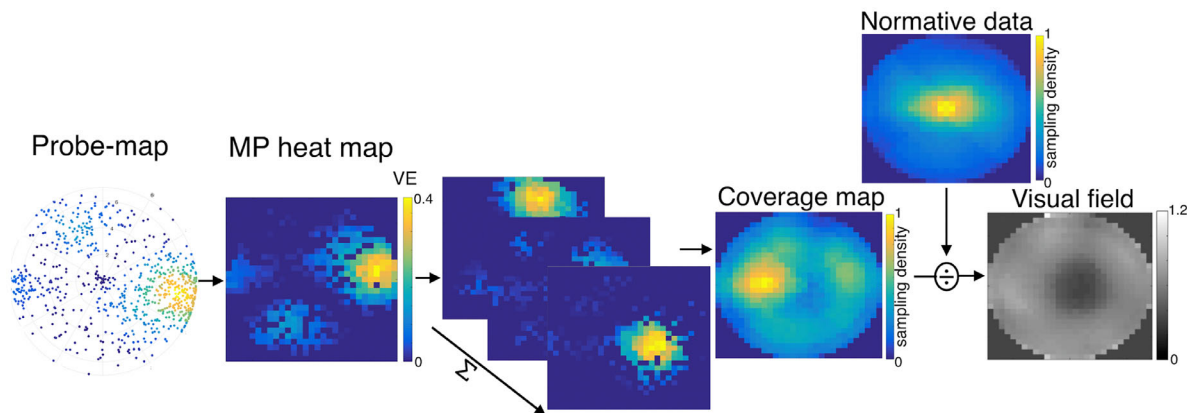 Normative data
1
sampling density
0
Probe-map
MP heat map
VE
0.4
0
Σ
Coverage map
1
sampling density
0
÷
Visual field
1.2
0